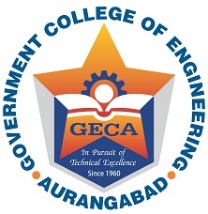 GOVERNMENT COLLEGE OF ENGINEERING
GECA
In Pursuit of
Technical Excellence
Since 1960
AURANGABAD